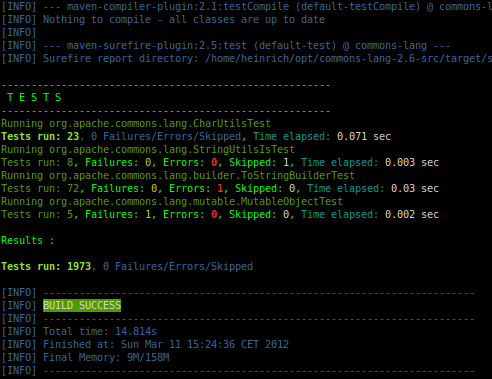 [INFO] --- maven-compiler-plugin:2.1:testCompile (default-testCompile) @ commons-l
[INFO] Nothing to compile - all classes are up to date
[INFO]
[INFO] --- maven-surefire-plugin:2.5:test (default-test) @ commons-lang ---
[INFO] Surefire report directory: /home/heinrich/opt/commons-lang-2.6-src/target/s
-------------------------------------------------------
T E S T S
-------------------------------------------------------
Running org.apache.commons.lang.CharUtilsTest
Tests run: 23, 0 Failures/Errors/Skipped, Time elapsed: 0.071 sec
Running org.apache.commons.lang.StringUtilsIsTest
Tests run: 8, Failures: 0, Errors: 0, Skipped: 1, Time elapsed: 0.003 sec
Running org.apache.commons.lang.builder.ToStringBuilderTest
Tests run: 72, Failures: 0, Errors: 1, Skipped: 0, Time elapsed: 0.03 sec
Running org.apache.commons.lang.mutable.MutableObjectTest
Tests run: 5, Failures: 1, Errors: 0, Skipped: 0, Time elapsed: 0.002 sec
Results :
Tests run: 1973, 0 Failures/Errors/Skipped
[INFO] ------------------------------------------------------------------------
[INFO] BUILD SUCCESS
[INFO] ------------------------------------------------------------------------
[INFO] Total time: 14.814s
[INFO] Finished at: Sun Mar 11 15:24:36 CET 2012
[INFO] Final Memory: 9M/158M
[INFO] ------------------------------------------------------------------------